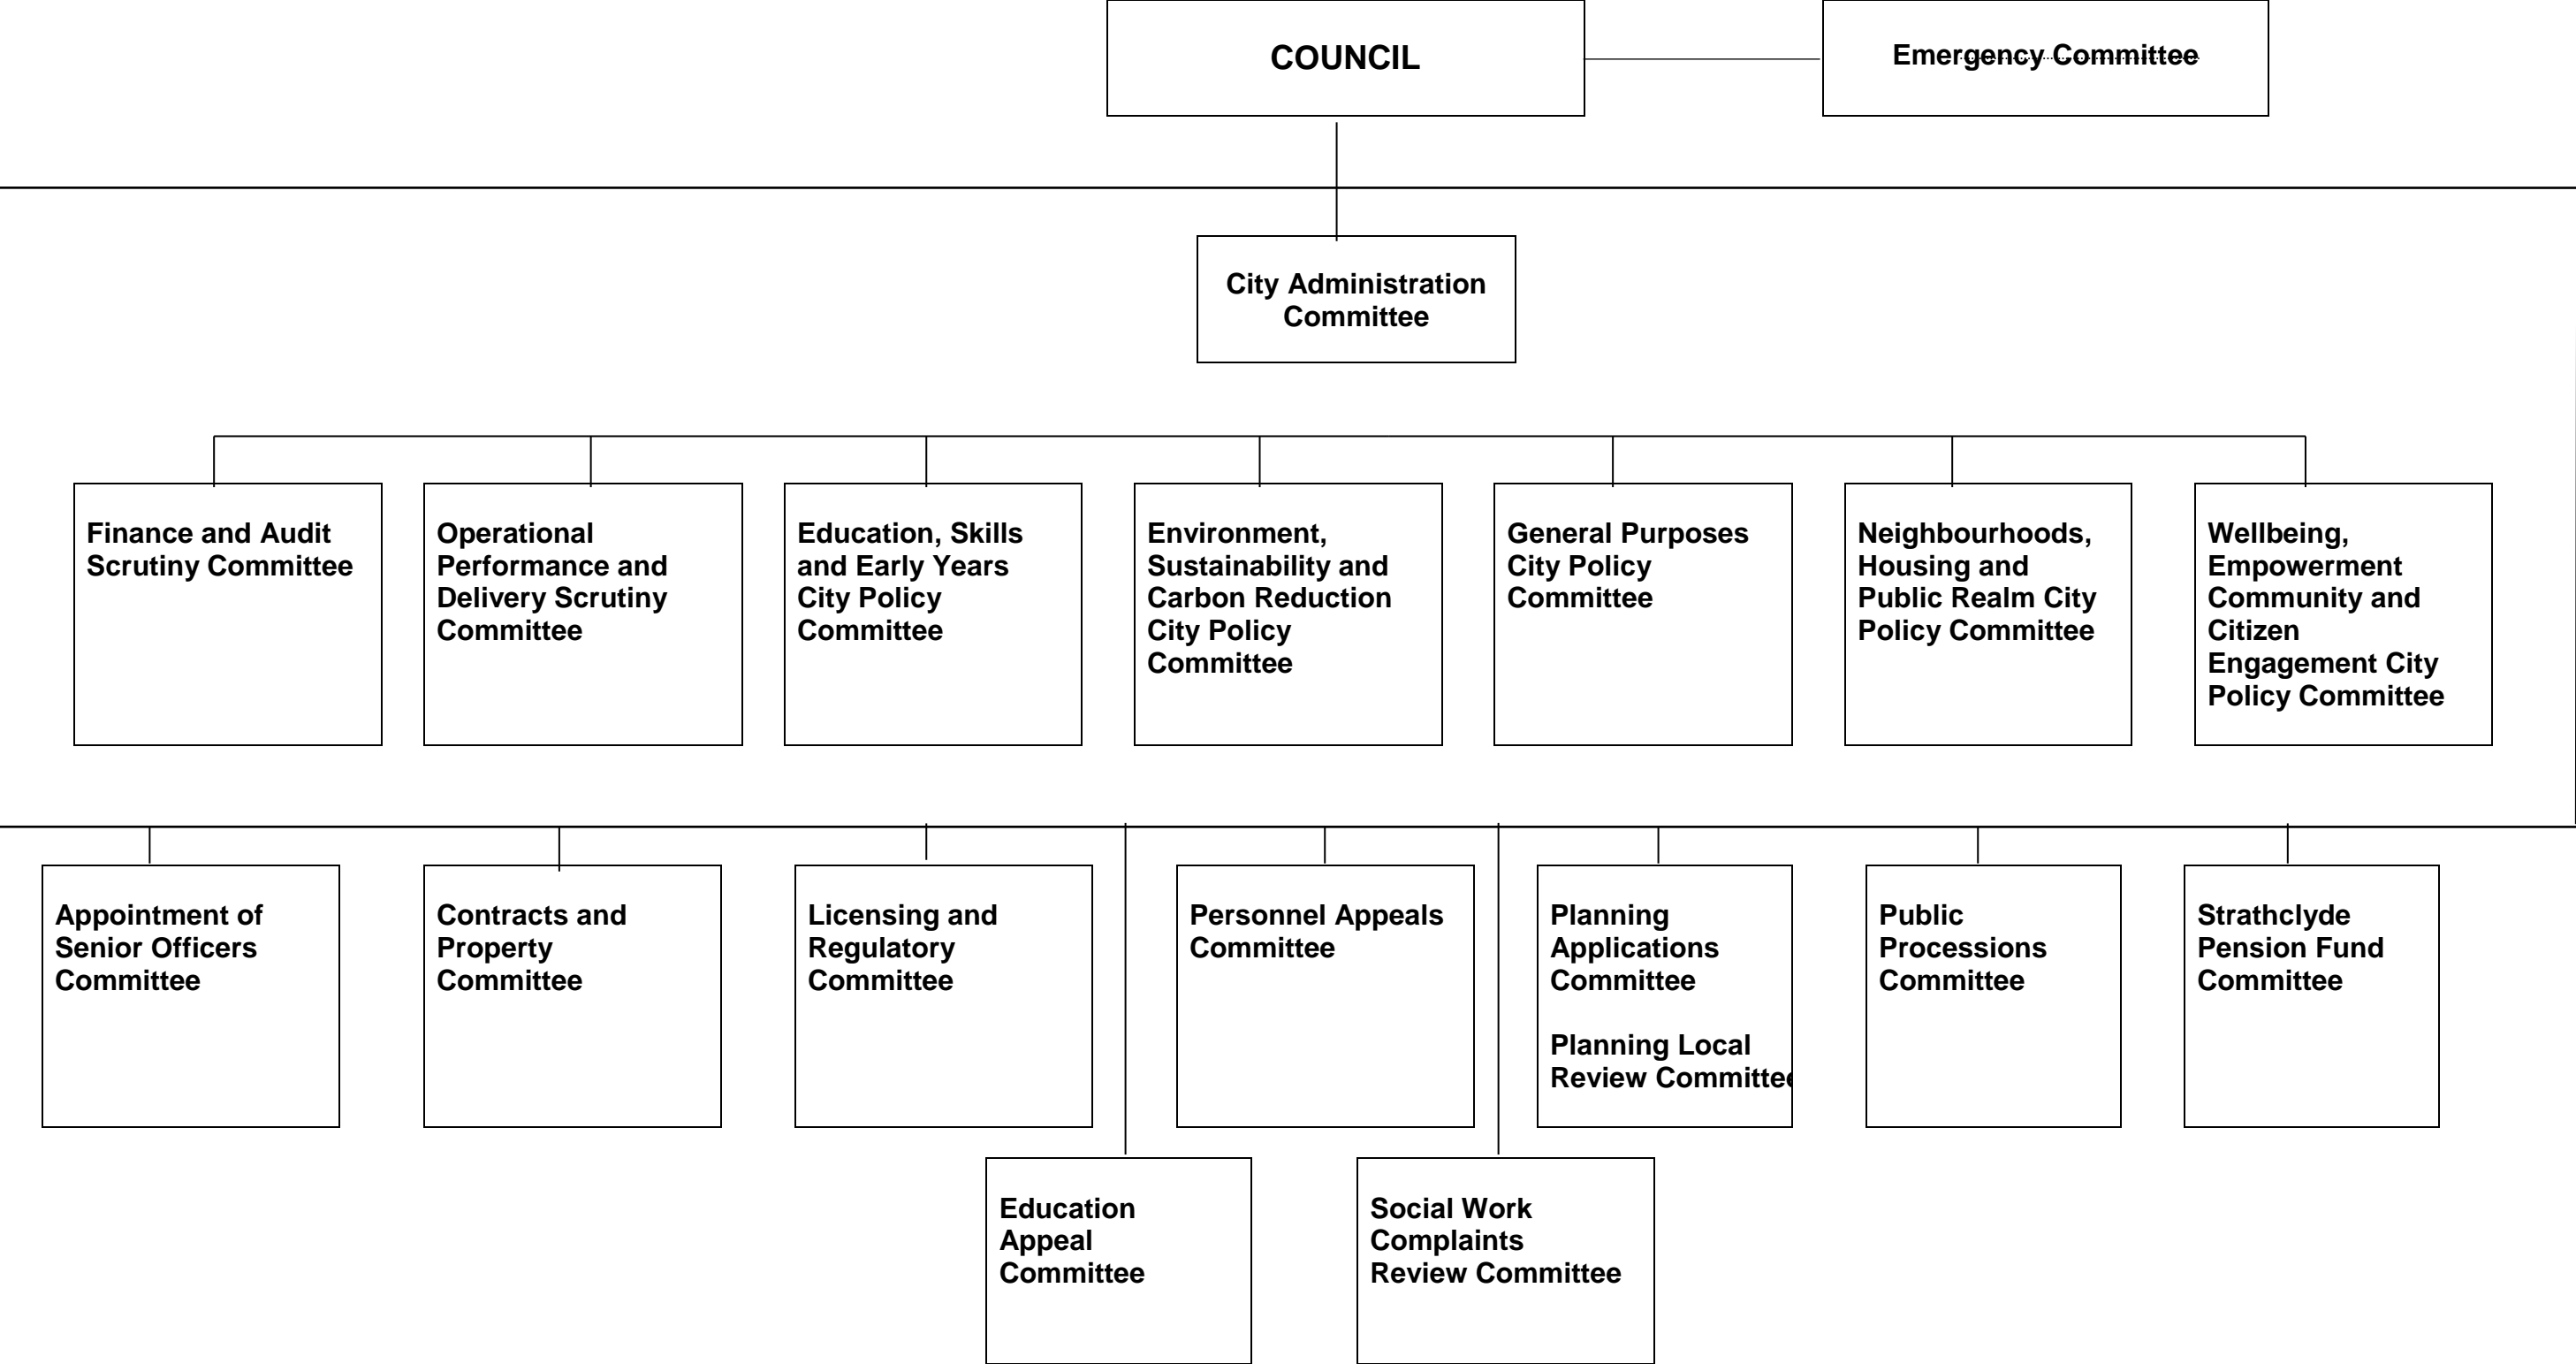 COUNCIL
Emergency Committee
City Administration
Committee
Finance and Audit
Scrutiny Committee
Operational
Performance and
Delivery Scrutiny
Committee
Education, Skills
and Early Years
City Policy
Committee
Environment,
Sustainability and
Carbon Reduction
City Policy
Committee
General Purposes
City Policy
Committee
Neighbourhoods,
Housing and
Public Realm City
Policy Committee
Wellbeing,
Empowerment
Community and
Citizen
Engagement City
Policy Committee
Appointment of
Senior Officers
Committee
Contracts and
Property
Committee
Licensing and
Regulatory
Committee
Personnel Appeals
Committee
Planning
Applications
Committee
Planning Local
Review Committee
Public
Processions
Committee
Strathclyde
Pension Fund
Committee
Education
Appeal
Committee
Social Work
Complaints
Review Committee